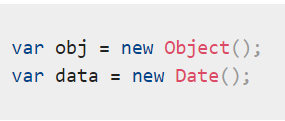 var obj = new Object();
var data = new Date();